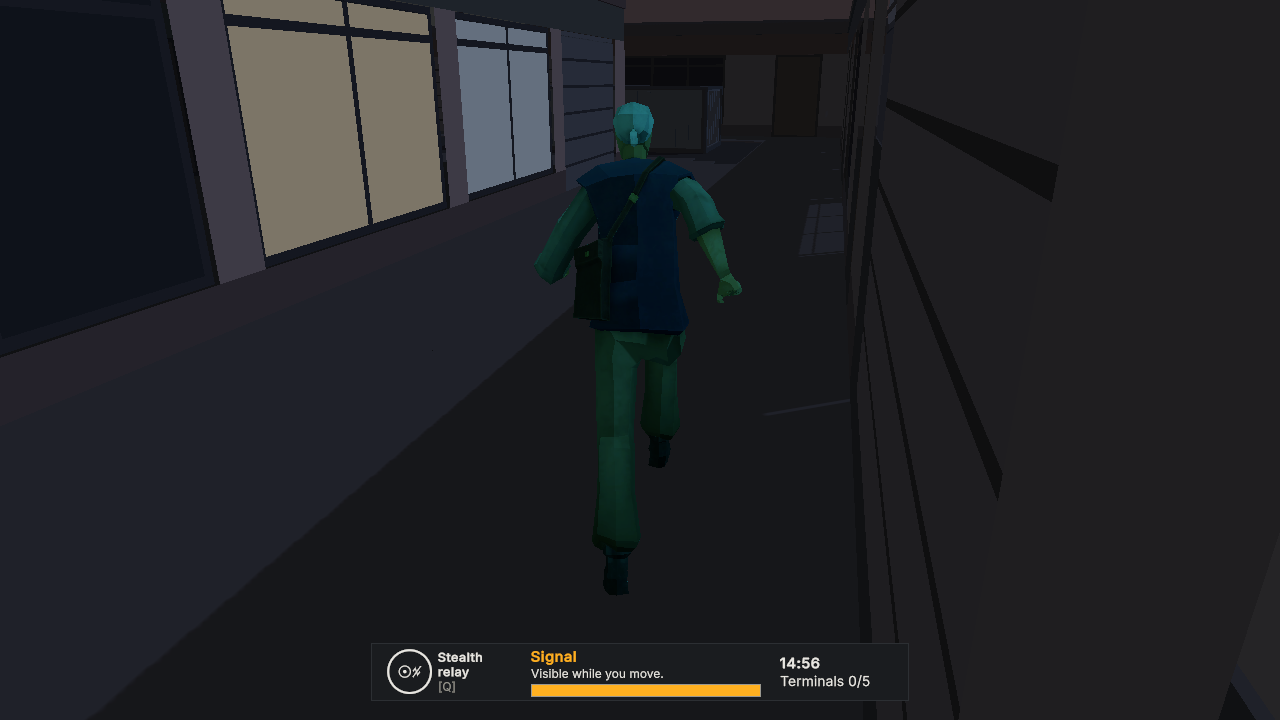 Stealth
relay
[Q]
Signal
Visible while you move.
14:56
Terminals 0/5